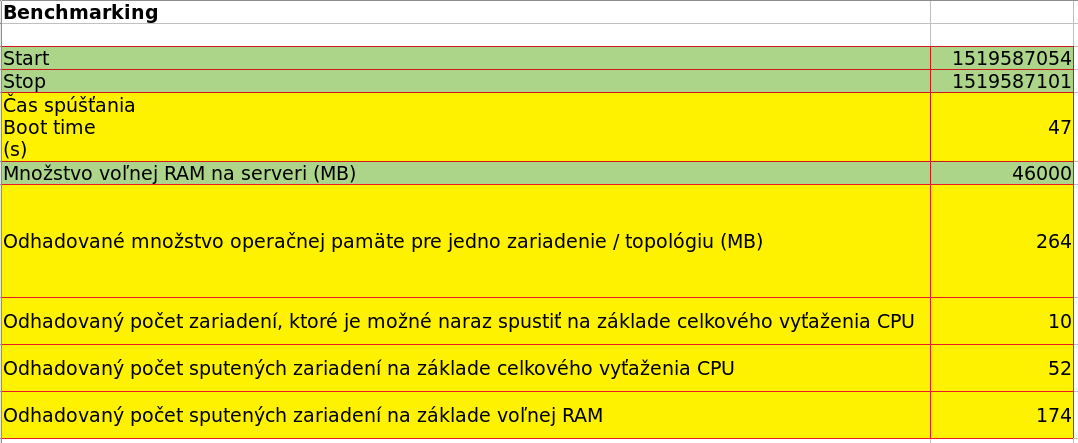 Benchmarking
Start 1519587054
Stop 1519587101
Čas spúšťania
Boot time 47
(s)
Množstvo voľnej RAM na serveri (MB) 46000
Odhadované množstvo operačnej pamäte pre jedno zariadenie / topológiu (MB) 264
Odhadovaný počet zariadení, ktoré je možné naraz spustiť na základe celkového vyťaženia CPU 10
Odhadovaný počet sputených zariadení na základe celkového vyťaženia CPU 52
Odhadovaný počet sputených zariadení na základe voľnej RAM 174